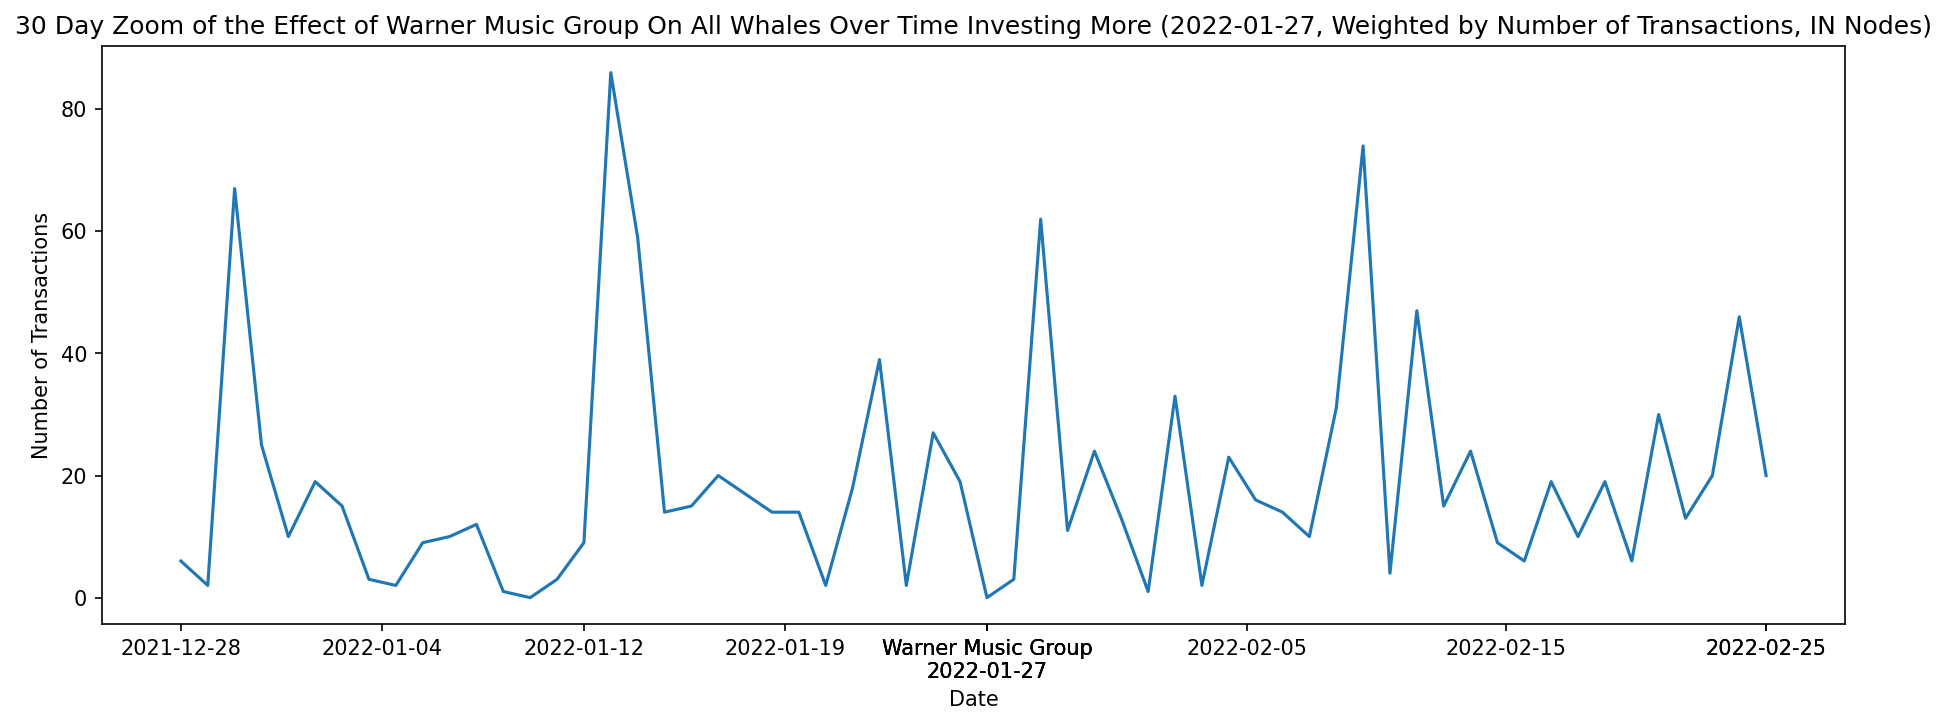 30 Day Zoom of the Effect of Warner Music Group On All Whales Over Time Investing More (2022-01-27, Weighted by Number of Transactions, IN Nodes)
Number of Transactions
80
60
40
20
0
2021-12-28 2022-01-04 2022-01-12 2022-01-19 Warner Music Group 2022-02-05 2022-02-15 2022-02-25
2022-01-27
Date